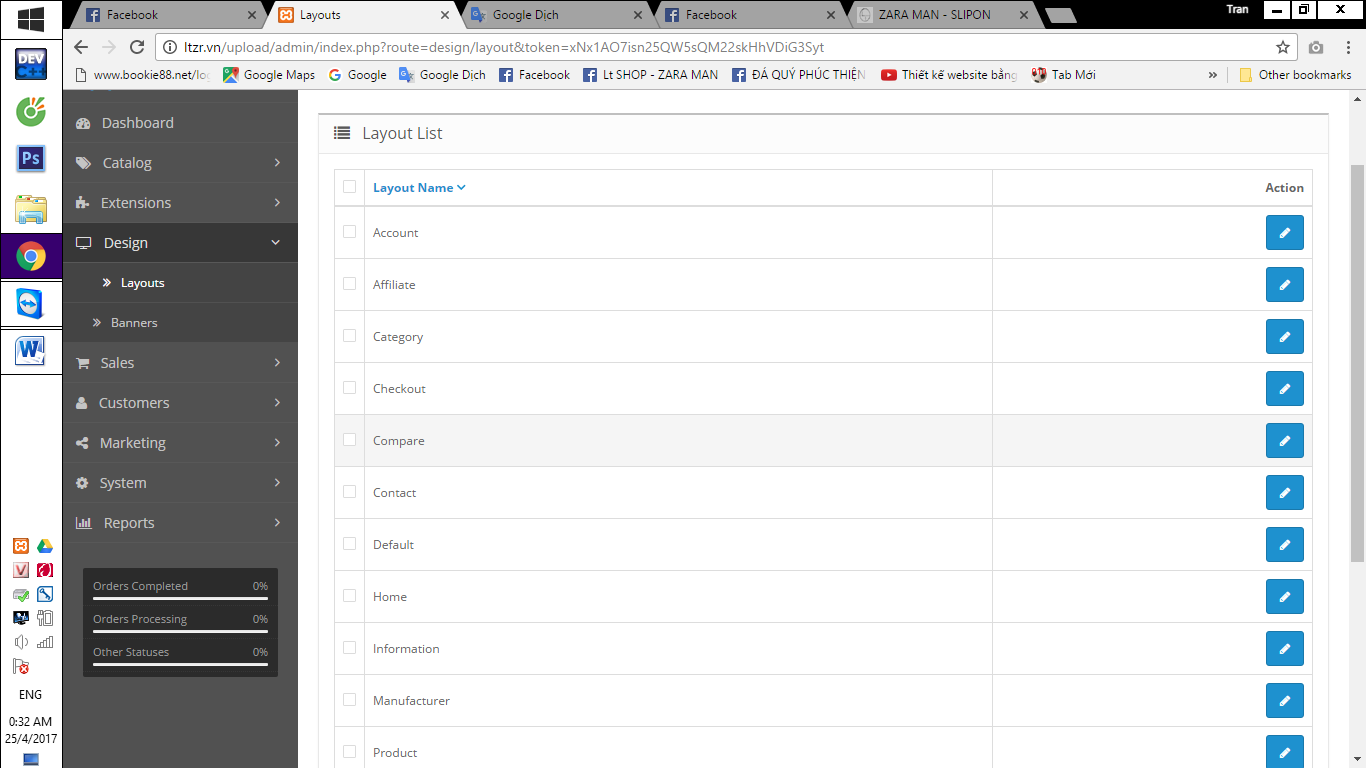 Facebook
Layouts
Google Dịch
Facebook
ZARA MAN - SLIPON
Tran
ltzr.vn/upload/admin/index.php?route=design/layout&token=xNx1AO7isn25QW5sQM22skHhVDiG3Syt
www.bookie88.net/log
Google Maps
Google
Google Dịch
Facebook
Lt SHOP - ZARA MAN
ĐÁ QUÝ PHÚC THIỆN
Thiết kế website bằng
Tab Mới
Other bookmarks
DEV
C++
Ps
W
Dashboard
Catalog
Extensions
Design
Layouts
Banners
Sales
Customers
Marketing
System
Reports
Orders Completed 0%
Orders Processing 0%
Other Statuses 0%
Layout List
Layout Name Action
Account
Affiliate
Category
Checkout
Compare
Contact
Default
Home
Information
Manufacturer
Product
ENG
0:32 AM
25/4/2017